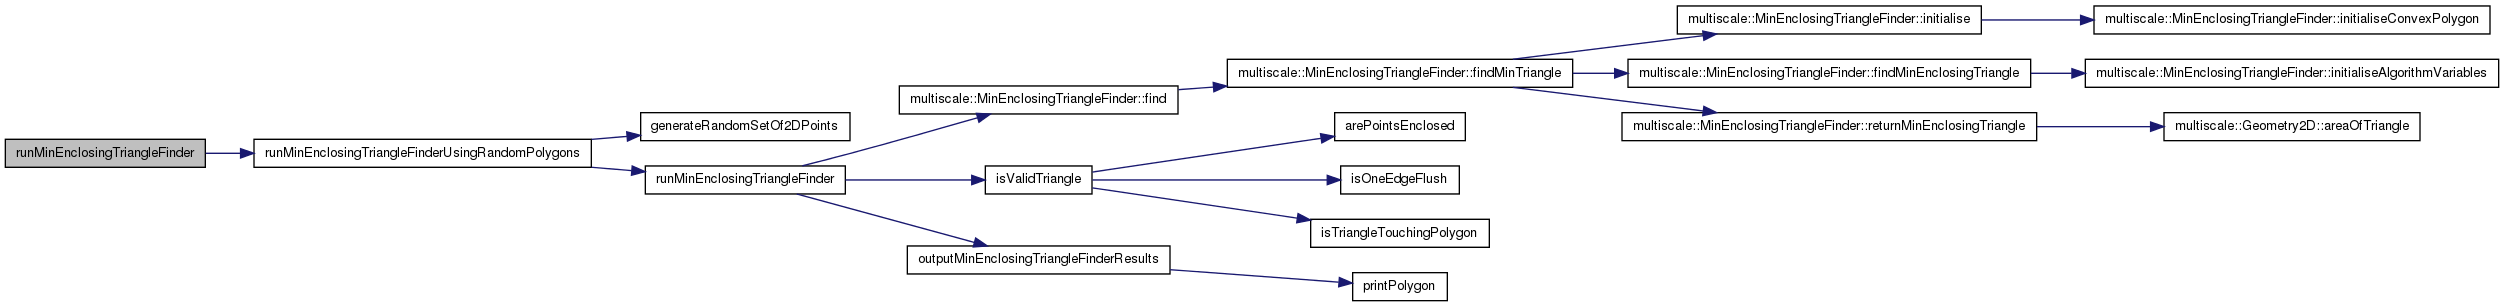 runMinEnclosingTriangleFinder
runMinEnclosingTriangleFinderUsingRandomPolygons
generateRandomSetOf2DPoints
runMinEnclosingTriangleFinder
multiscale::MinEnclosingTriangleFinder::find
isValidTriangle
outputMinEnclosingTriangleFinderResults
multiscale::MinEnclosingTriangleFinder::findMinTriangle
arePointsEnclosed
isOneEdgeFlush
isTriangleTouchingPolygon
printPolygon
multiscale::MinEnclosingTriangleFinder::initialise
multiscale::MinEnclosingTriangleFinder::findMinEnclosingTriangle
multiscale::MinEnclosingTriangleFinder::returnMinEnclosingTriangle
multiscale::MinEnclosingTriangleFinder::initialiseConvexPolygon
multiscale::MinEnclosingTriangleFinder::initialiseAlgorithmVariables
multiscale::Geometry2D::areaOfTriangle